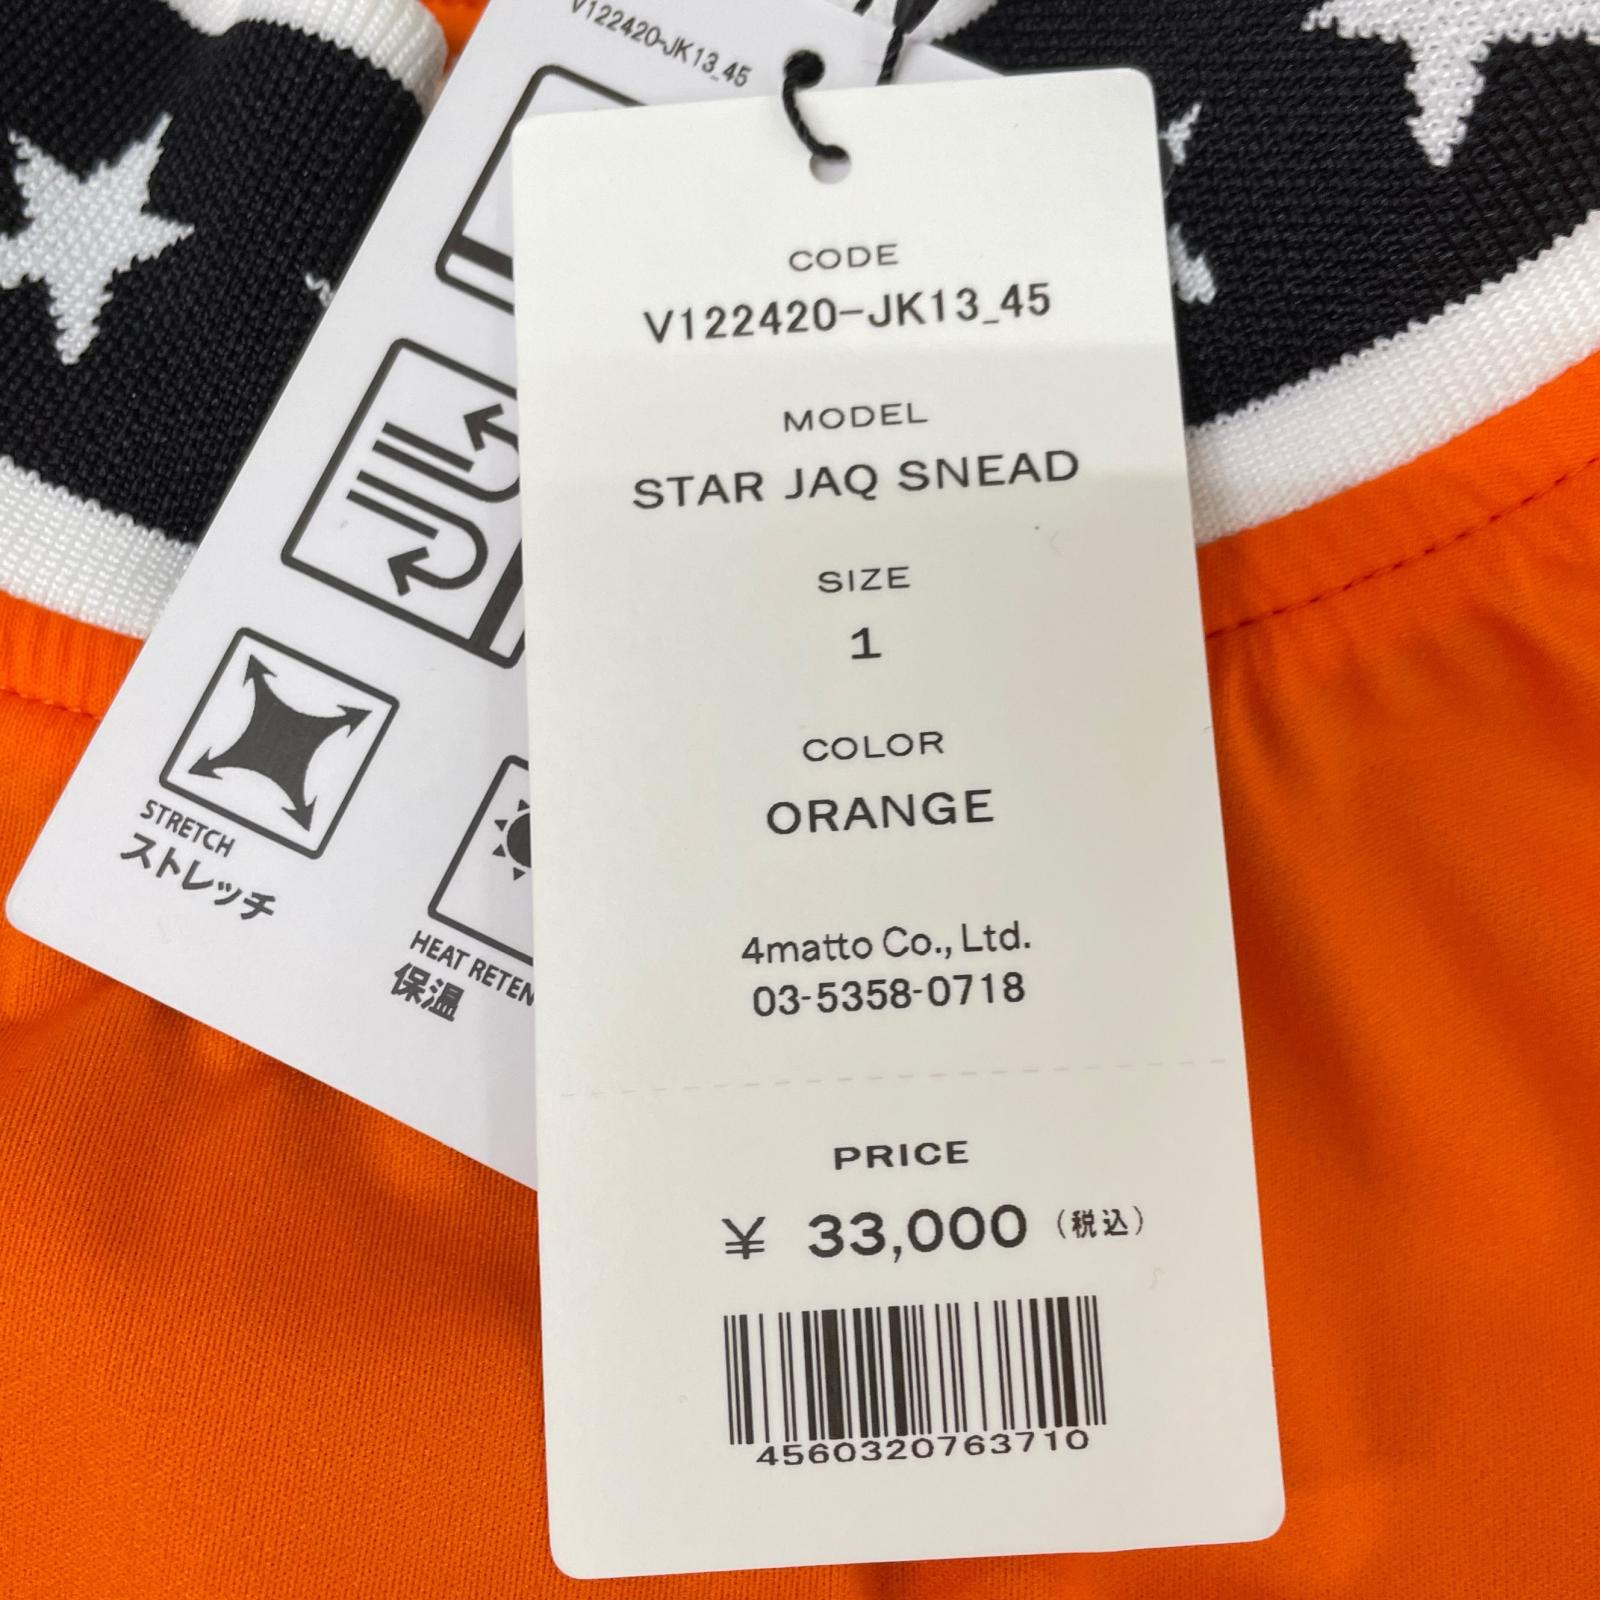 V122420-JK13_45
STRETCH
ストレッチ
HEAT RETEN
保温
CODE
V122420-JK13_45
MODEL
STAR JAQ SNEAD
SIZE
1
COLOR
ORANGE
4matto Co., Ltd.
03-5358-0718
PRICE
¥ 33,000 (税込)
4560320763710